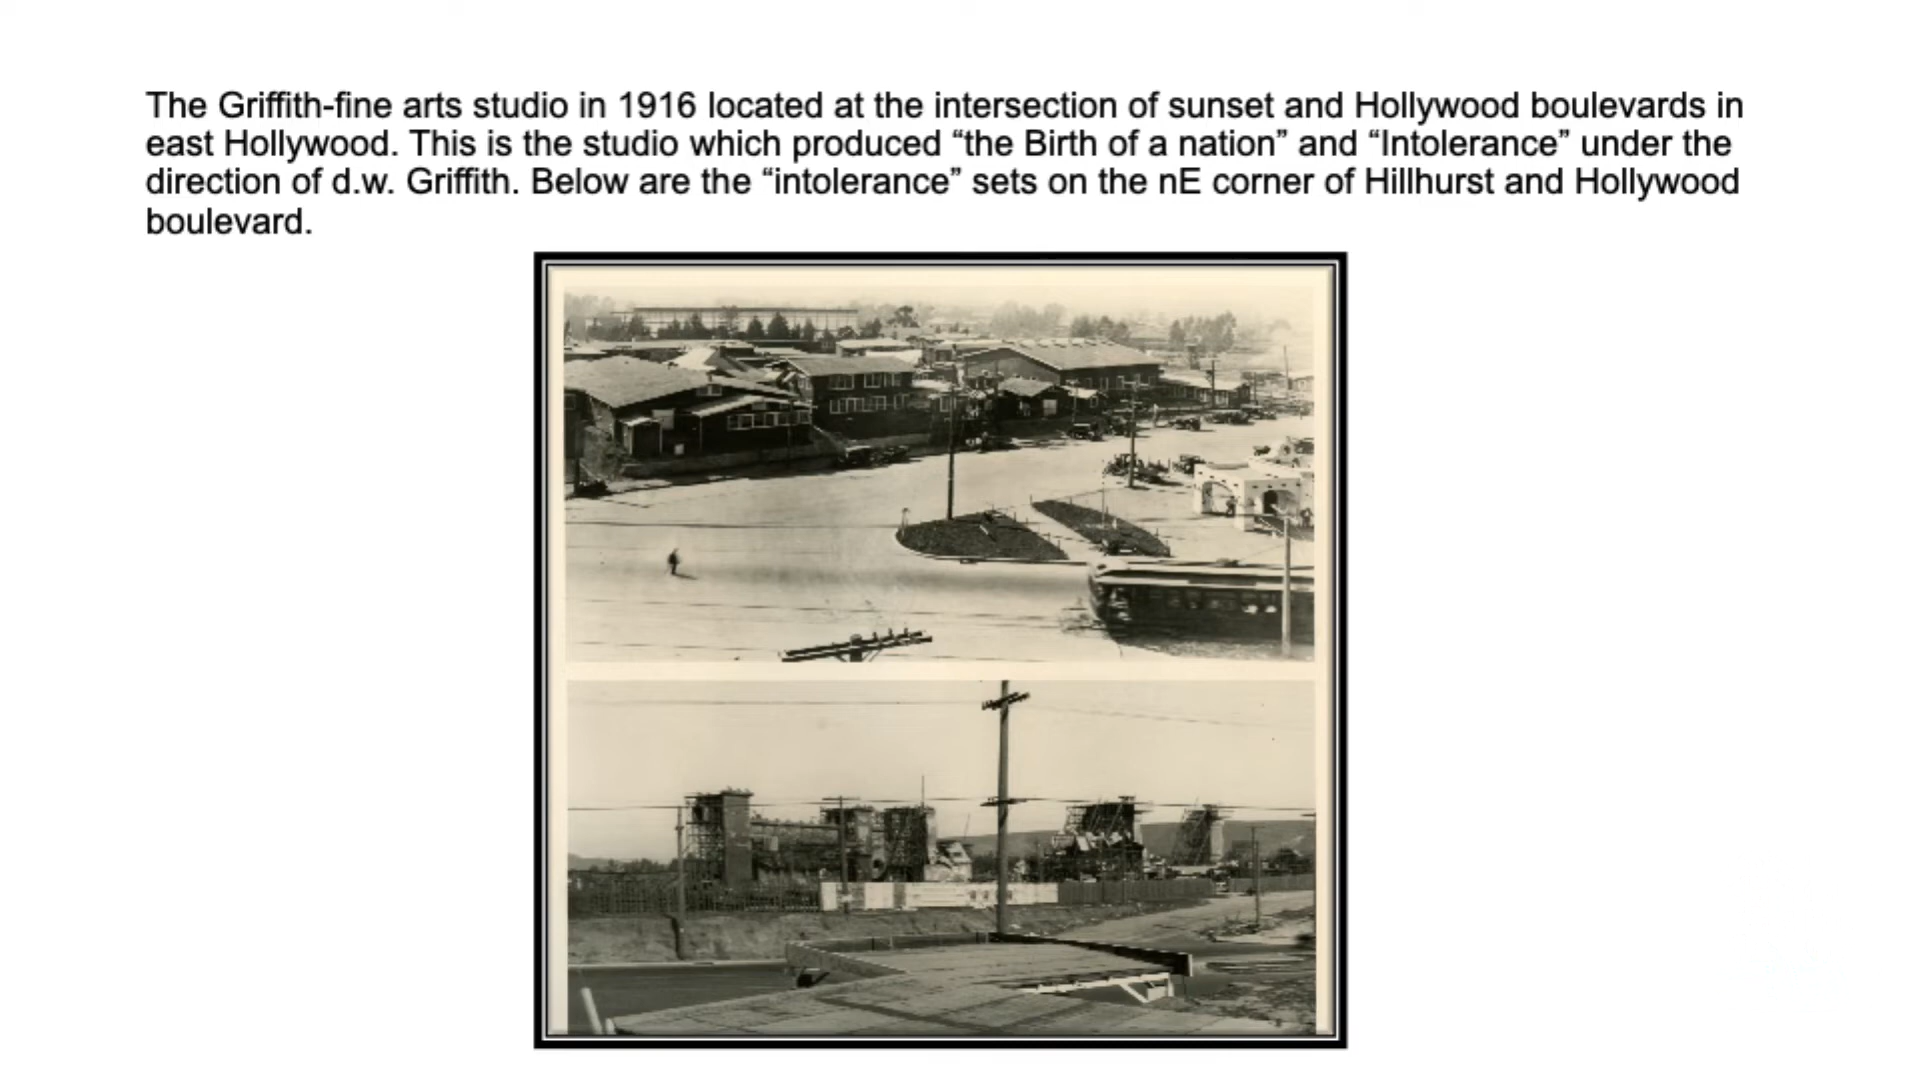 The Griffith-fine arts studio in 1916 located at the intersection of sunset and Hollywood boulevards in
east Hollywood. This is the studio which produced “the Birth of a nation” and “Intolerance” under the
direction of d.w. Griffith. Below are the “intolerance” sets on the nE corner of Hillhurst and Hollywood
boulevard.